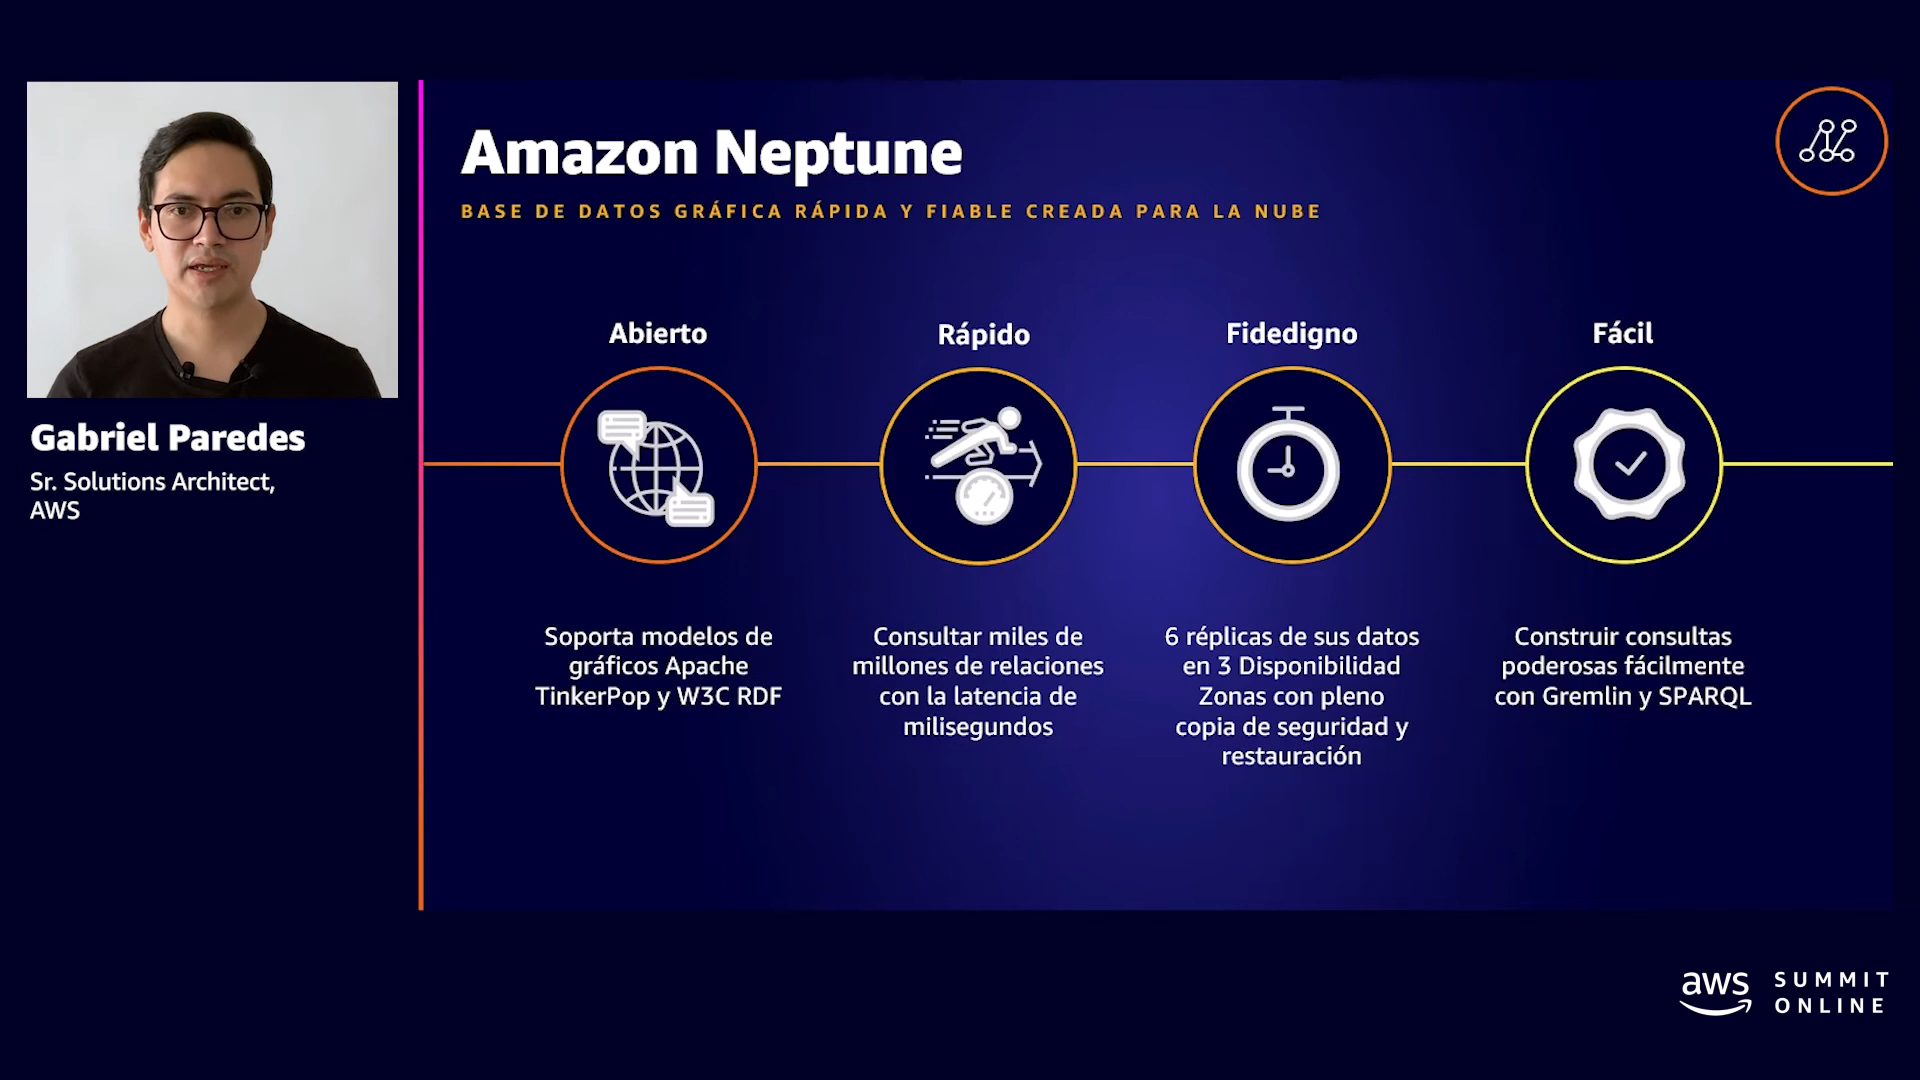 Gabriel Paredes
Sr. Solutions Architect,
AWS
Amazon Neptune
BASE DE DATOS GRÁFICA RÁPIDA Y FIABLE CREADA PARA LA NUBE
Abierto
Soporta modelos de
gráficos Apache
TinkerPop y W3C RDF
Rápido
Consultar miles de
millones de relaciones
con la latencia de
milisegundos
Fidedigno
6 réplicas de sus datos
en 3 Disponibilidad
Zonas con pleno
copia de seguridad y
restauración
Fácil
Construir consultas
poderosas fácilmente
con Gremlin y SPARQL
aws
SUMMIT
ONLINE